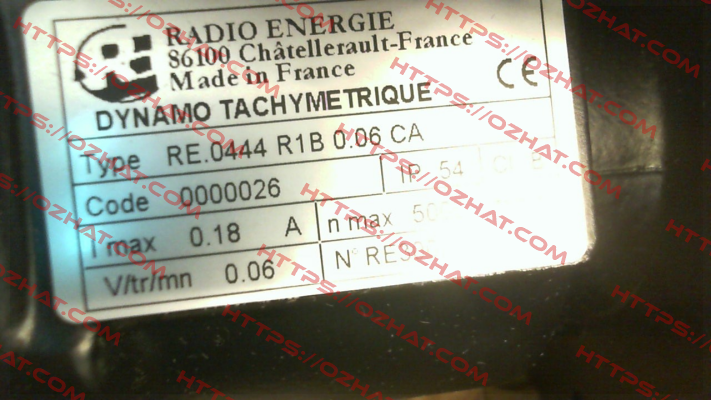 RADIO ENERGIE
86100 Châtellerault-France
Made in France
CE
DYNAMO TACHYMETRIQUE
Type RE.0444 R1B 0.06 CA
Code 0000026 IP 54
I max 0.18 A n max
V/tr/mn 0.06 N°
HTTPS://OZHAT.COM